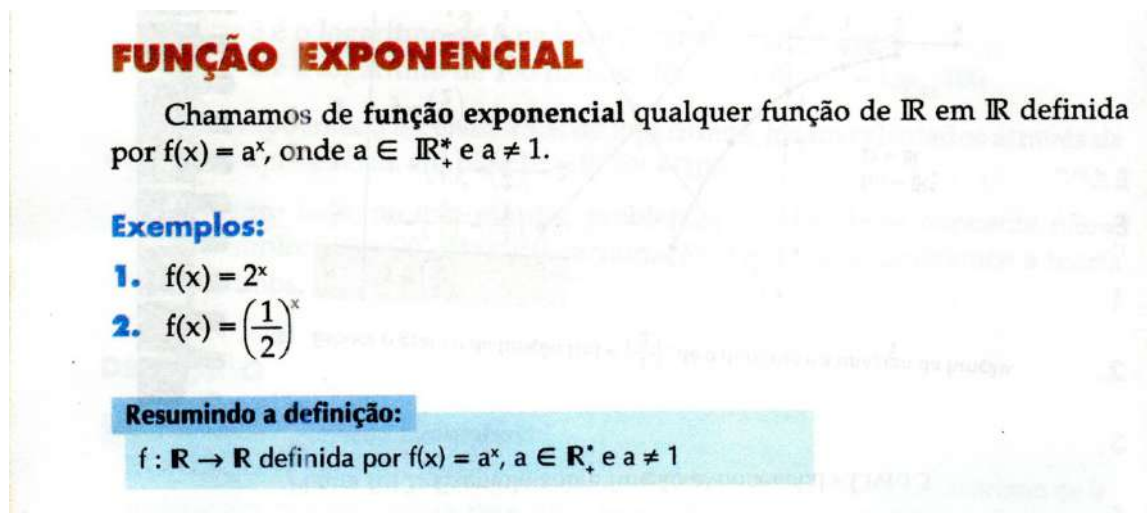 FUNÇÃO EXPONENCIAL
Chamamos de função exponencial qualquer função de ℝ em ℝ definida
por f(x) = aˣ, onde a ∈ ℝ₊* e a ≠ 1.
Exemplos:
1. f(x) = 2ˣ
2. f(x) = (1/2)ˣ
Resumindo a definição:
f : R → R definida por f(x) = aˣ, a ∈ R₊* e a ≠ 1